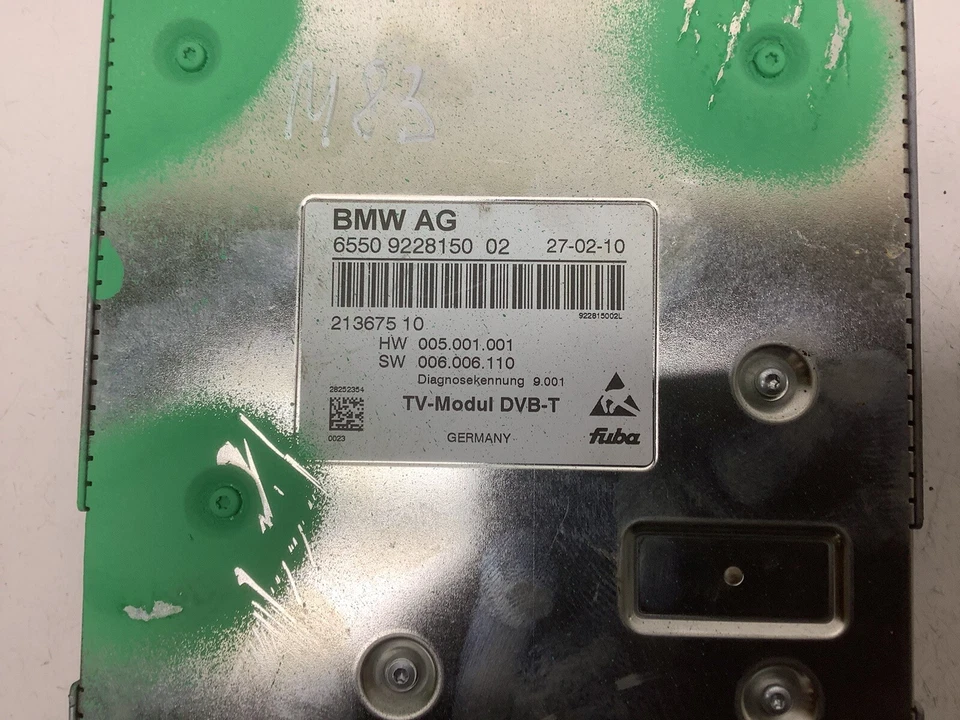 M83
BMW AG
6550 9228150 02 27-02-10
922815002L
213675 10
HW 005.001.001
SW 006.006.110
Diagnosekennung 9.001
28252354
TV-Modul DVB-T
0023
GERMANY
fuba